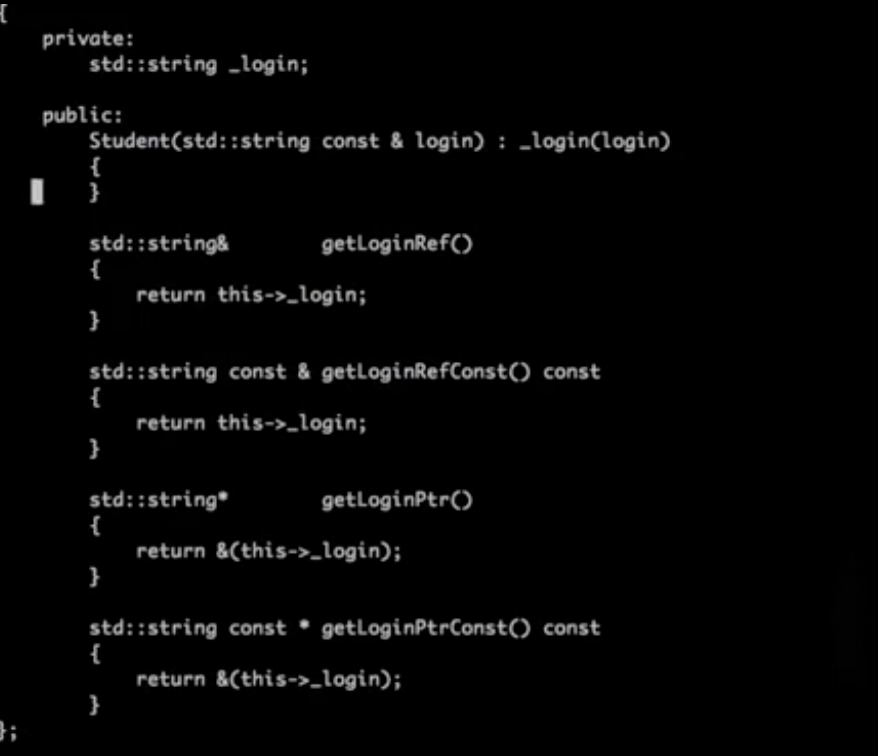 {
    private:
        std::string _login;

    public:
        Student(std::string const & login) : _login(login)
        {
        }

        std::string&        getLoginRef()
        {
            return this->_login;
        }

        std::string const & getLoginRefConst() const
        {
            return this->_login;
        }

        std::string*        getLoginPtr()
        {
            return &(this->_login);
        }

        std::string const * getLoginPtrConst() const
        {
            return &(this->_login);
        }
};